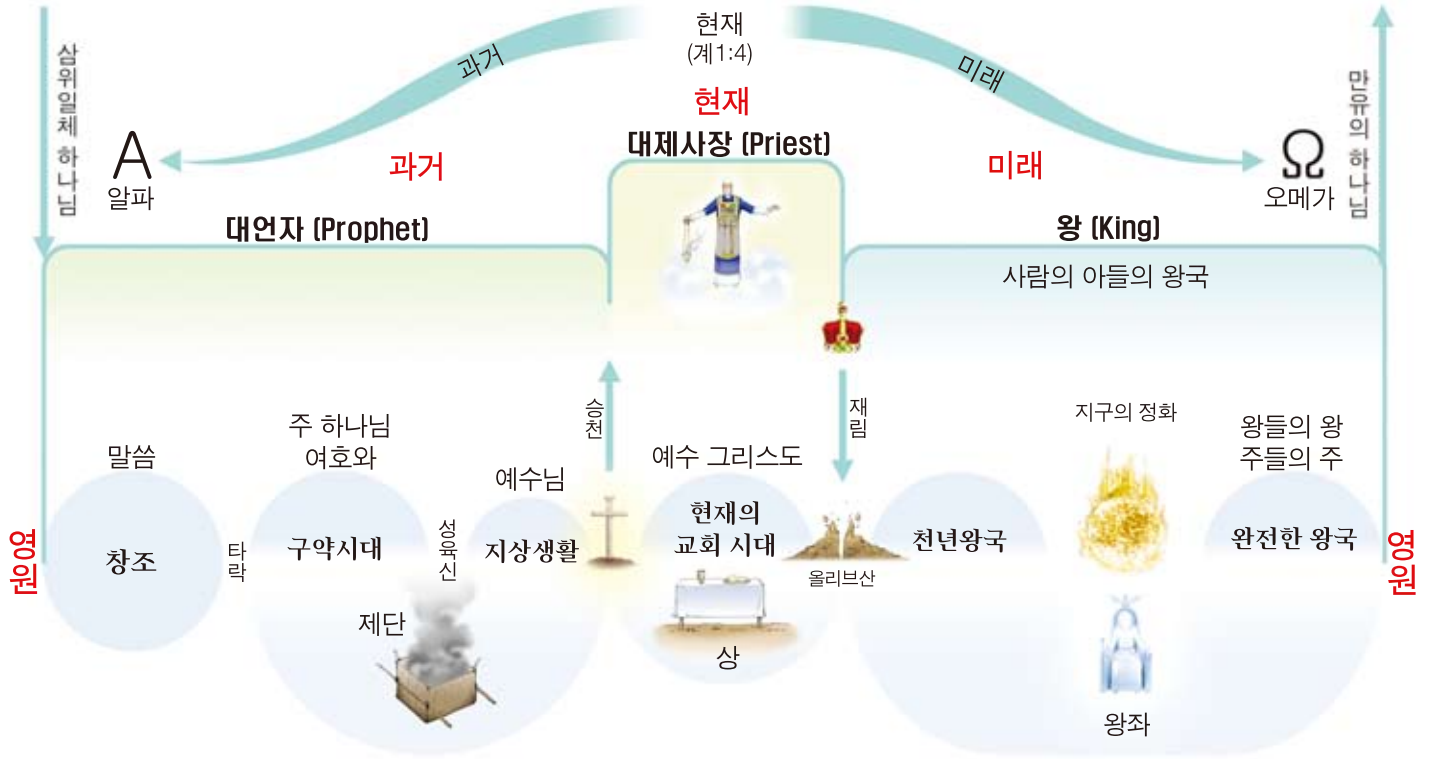 현재
(계1:4)
과거
미래
삼위일체 하나님
만유의 하나님
A
알파
Ω
오메가
과거
현재
미래
대언자 (Prophet)
대제사장 (Priest)
왕 (King)
사람의 아들의 왕국
승천
재림
말씀
주 하나님
여호와
예수님
예수 그리스도
지구의 정화
왕들의 왕
주들의 주
영원
창조
타락
구약시대
성육신
지상생활
현재의
교회 시대
올리브산
천년왕국
완전한 왕국
영원
제단
상
왕좌